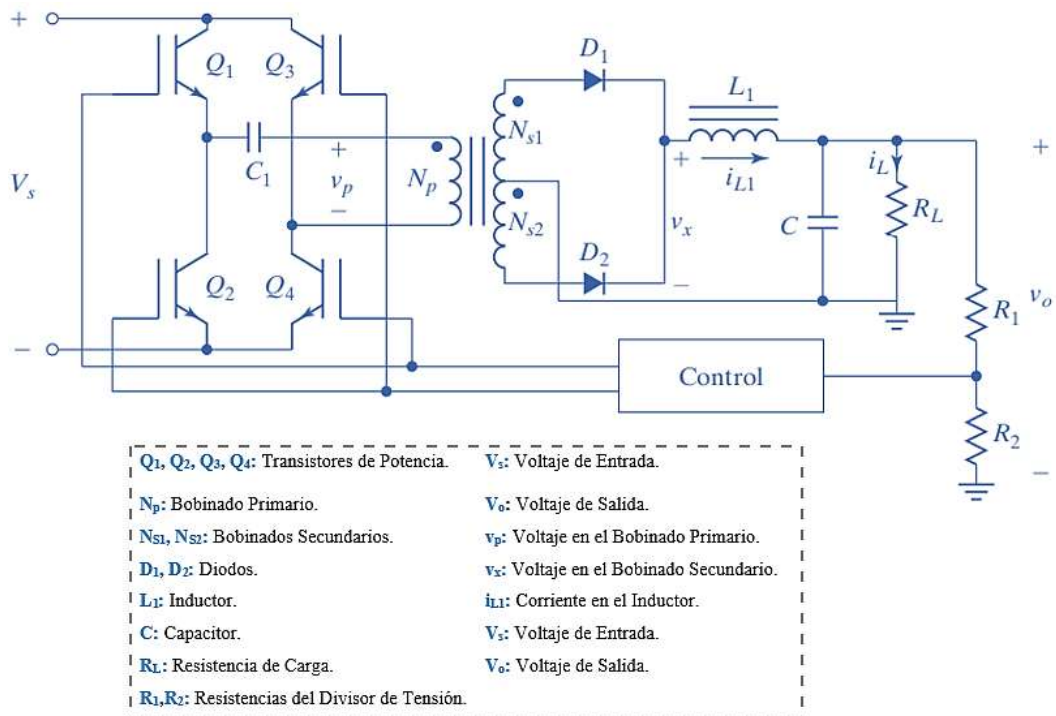 +
Q1
Q3
D1
L1
Vs
C1
+
vp
−
Np
Ns1
Ns2
+
iL1
vx
−
iL
C
RL
+
vo
−
Q2
Q4
D2
R1
−
Control
R2
Q1, Q2, Q3, Q4: Transistores de Potencia.
Np: Bobinado Primario.
NS1, NS2: Bobinados Secundarios.
D1, D2: Diodos.
L1: Inductor.
C: Capacitor.
RL: Resistencia de Carga.
R1,R2: Resistencias del Divisor de Tensión.
Vs: Voltaje de Entrada.
Vo: Voltaje de Salida.
vp: Voltaje en el Bobinado Primario.
vx: Voltaje en el Bobinado Secundario.
iL1: Corriente en el Inductor.
Vs: Voltaje de Entrada.
Vo: Voltaje de Salida.